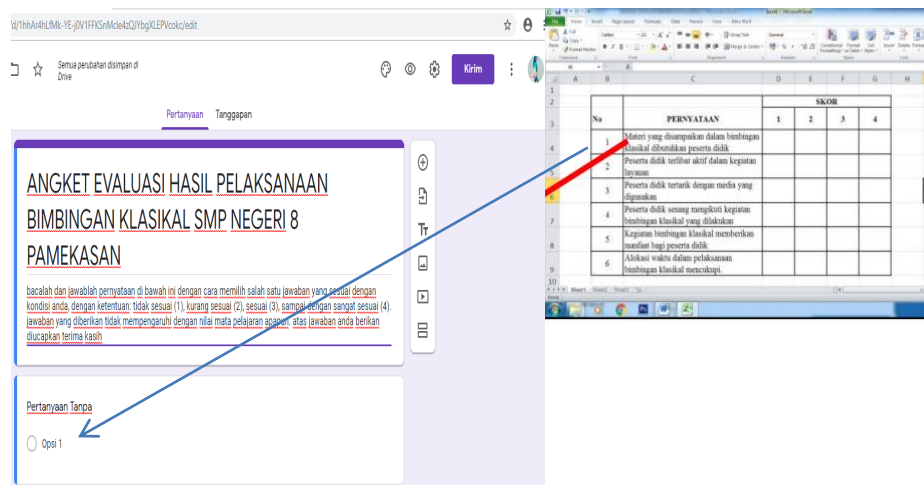 d/1hhAr4hLfMk-YE-j0V1FFKSnMcle4zQJYbgXLEPVcokc/edit
Semua perubahan disimpan di
Drive
Kirim
Pertanyaan Tanggapan
ANGKET EVALUASI HASIL PELAKSANAAN
BIMBINGAN KLASIKAL SMP NEGERI 8
PAMEKASAN
bacalah dan jawablah pernyataan di bawah ini dengan cara memilih salah satu jawaban yang sesuai dengan
kondisi anda, dengan ketentuan: tidak sesuai (1), kurang sesuai (2), sesuai (3), sampai dengan sangat sesuai (4).
jawaban yang diberikan tidak mempengaruhi dengan nilai mata pelajaran apapun. atas jawaban anda berikan
diucapkan terima kasih
Pertanyaan Tanpa
Opsi 1
A B C D E F G H
SKOR
No PERNYATAAN 1 2 3 4
1 Materi yang disampaikan dalam bimbingan
klasikal dibutuhkan peserta didik
2 Peserta didik terlibat aktif dalam kegiatan
layanan
3 Peserta didik tertarik dengan media yang
digunakan
4 Peserta didik senang mengikuti kegiatan
bimbingan klasikal yang dilakukan
5 Kegiatan bimbingan klasikal memberikan
manfaat bagi peserta didik
6 Alokasi waktu dalam pelaksanaan
bimbingan klasikal mencukupi.
Sheet1 Sheet2 Sheet3